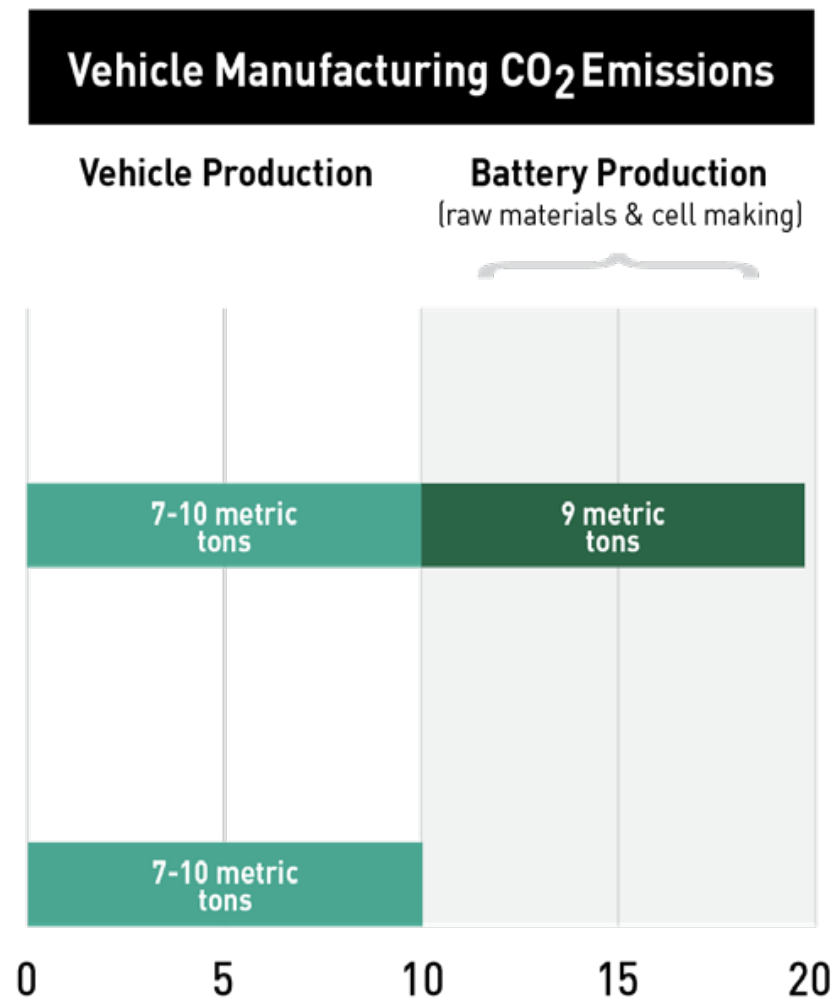 Vehicle Manufacturing CO2 Emissions
Vehicle Production
Battery Production
(raw materials & cell making)
7-10 metric
tons
9 metric
tons
7-10 metric
tons
0 5 10 15 20